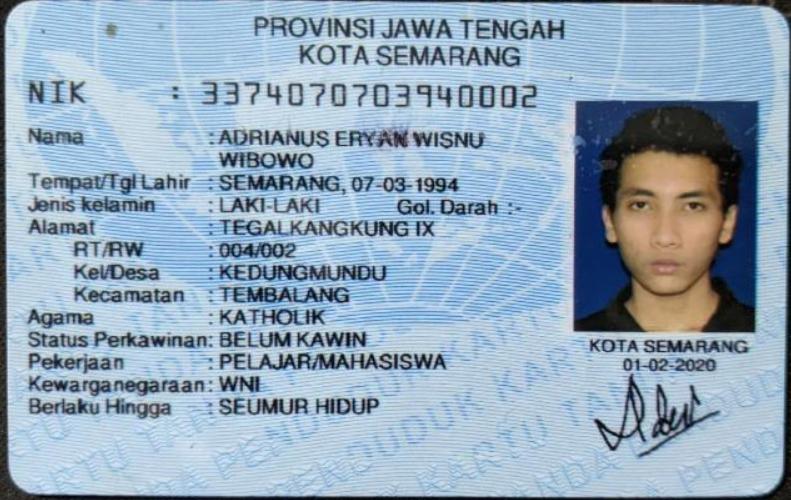 PROVINSI JAWA TENGAH
KOTA SEMARANG
NIK : 3374070703940002
Nama : ADRIANUS ERYAN WISNU
WIBOWO
Tempat/Tgl Lahir : SEMARANG, 07-03-1994
Jenis kelamin : LAKI-LAKI Gol. Darah :-
Alamat : TEGALKANGKUNG IX
RT/RW : 004/002
Kel/Desa : KEDUNGMUNDU
Kecamatan : TEMBALANG
Agama : KATHOLIK
Status Perkawinan: BELUM KAWIN
Pekerjaan : PELAJAR/MAHASISWA
Kewarganegaraan: WNI
Berlaku Hingga : SEUMUR HIDUP
KOTA SEMARANG
01-02-2020